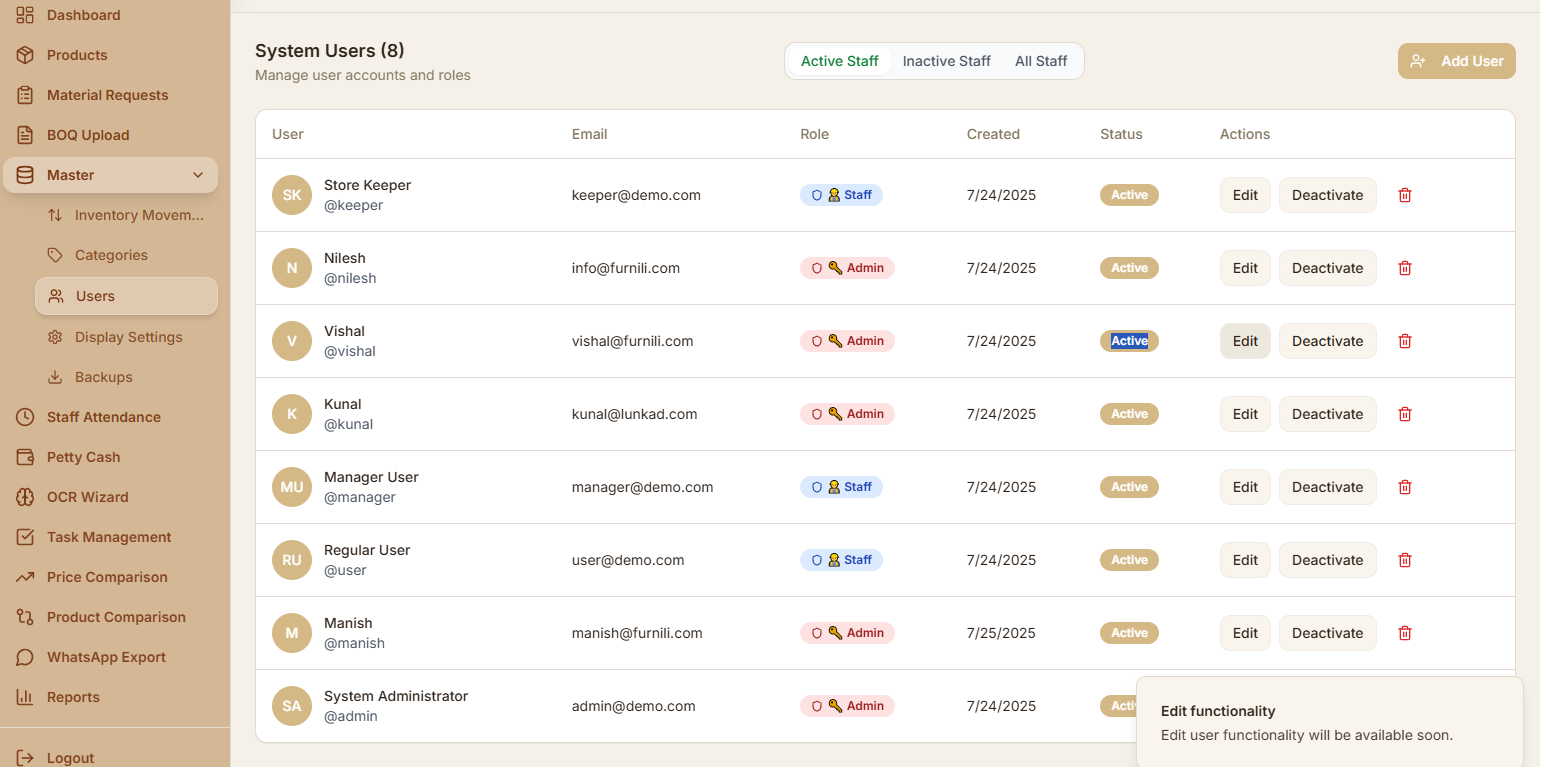 Dashboard
Products
Material Requests
BOQ Upload
Master
Inventory Movem...
Categories
Users
Display Settings
Backups
Staff Attendance
Petty Cash
OCR Wizard
Task Management
Price Comparison
Product Comparison
WhatsApp Export
Reports
Logout
System Users (8)
Manage user accounts and roles
Active Staff Inactive Staff All Staff
Add User
User Email Role Created Status Actions
SK Store Keeper keeper@demo.com Staff 7/24/2025 Active Edit Deactivate
@keeper
N Nilesh info@furnili.com Admin 7/24/2025 Active Edit Deactivate
@nilesh
V Vishal vishal@furnili.com Admin 7/24/2025 Active Edit Deactivate
@vishal
K Kunal kunal@lunkad.com Admin 7/24/2025 Active Edit Deactivate
@kunal
MU Manager User manager@demo.com Staff 7/24/2025 Active Edit Deactivate
@manager
RU Regular User user@demo.com Staff 7/24/2025 Active Edit Deactivate
@user
M Manish manish@furnili.com Admin 7/25/2025 Active Edit Deactivate
@manish
SA System Administrator admin@demo.com Admin 7/24/2025
@admin
Edit functionality
Edit user functionality will be available soon.